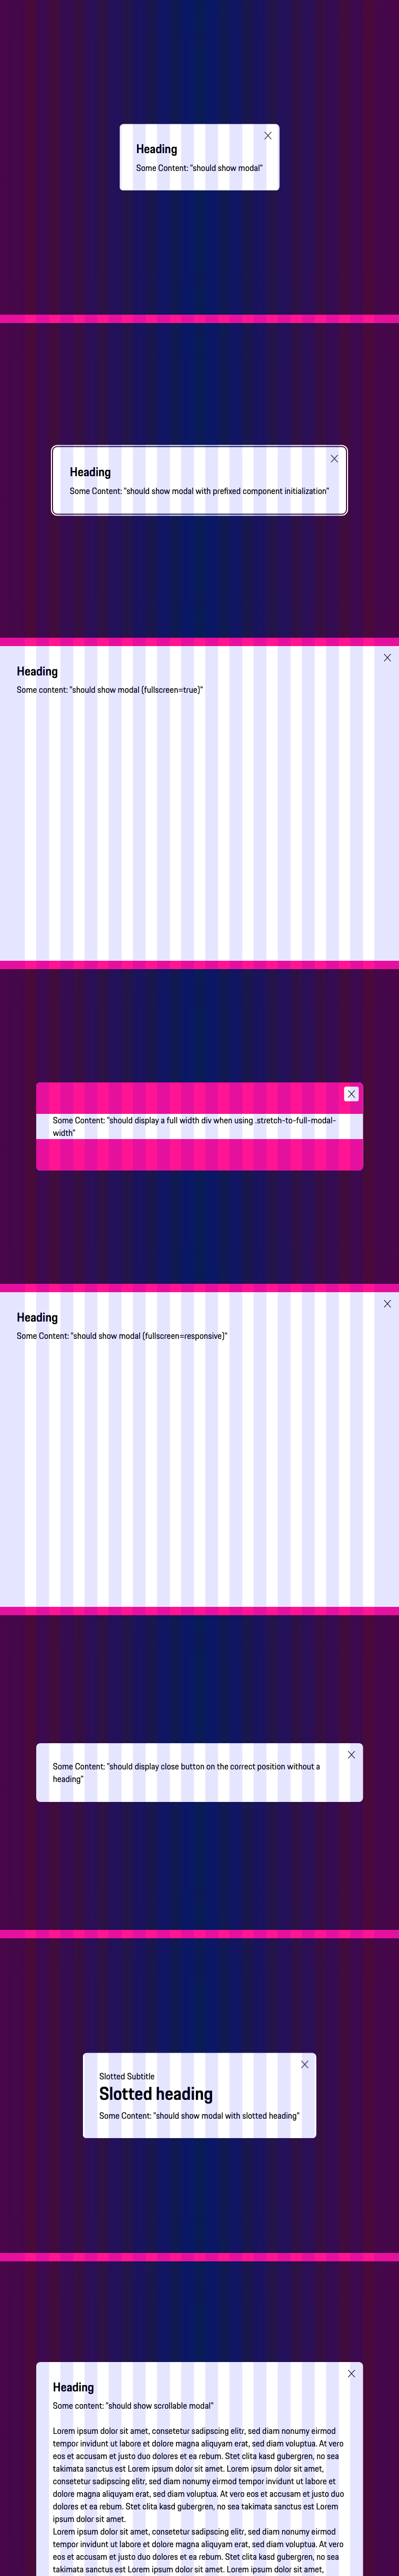 Heading
Some Content: "should show modal"
Heading
Some Content: "should show modal with prefixed component initialization"
Heading
Some content: "should show modal (fullscreen=true)"
Some Content: "should display a full width div when using .stretch-to-full-modal-
width"
Heading
Some Content: "should show modal (fullscreen=responsive)"
Some Content: "should display close button on the correct position without a
heading"
Slotted Subtitle
Slotted heading
Some Content: "should show modal with slotted heading"
Heading
Some content: "should show scrollable modal"
Lorem ipsum dolor sit amet, consetetur sadipscing elitr, sed diam nonumy eirmod
tempor invidunt ut labore et dolore magna aliquyam erat, sed diam voluptua. At vero
eos et accusam et justo duo dolores et ea rebum. Stet clita kasd gubergren, no sea
takimata sanctus est Lorem ipsum dolor sit amet. Lorem ipsum dolor sit amet,
consetetur sadipscing elitr, sed diam nonumy eirmod tempor invidunt ut labore et
dolore magna aliquyam erat, sed diam voluptua. At vero eos et accusam et justo duo
dolores et ea rebum. Stet clita kasd gubergren, no sea takimata sanctus est Lorem
ipsum dolor sit amet.
Lorem ipsum dolor sit amet, consetetur sadipscing elitr, sed diam nonumy eirmod
tempor invidunt ut labore et dolore magna aliquyam erat, sed diam voluptua. At vero
eos et accusam et justo duo dolores et ea rebum. Stet clita kasd gubergren, no sea
takimata sanctus est Lorem ipsum dolor sit amet. Lorem ipsum dolor sit amet,